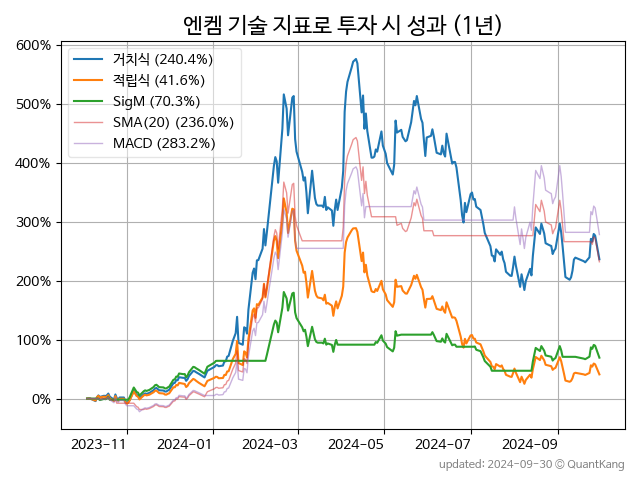 엔켐 기술 지표로 투자 시 성과 (1년)
600%
500%
400%
300%
200%
100%
0%
거치식 (240.4%)
적립식 (41.6%)
SigM (70.3%)
SMA(20) (236.0%)
MACD (283.2%)
2023-11 2024-01 2024-03 2024-05 2024-07 2024-09
updated: 2024-09-30 © QuantKang